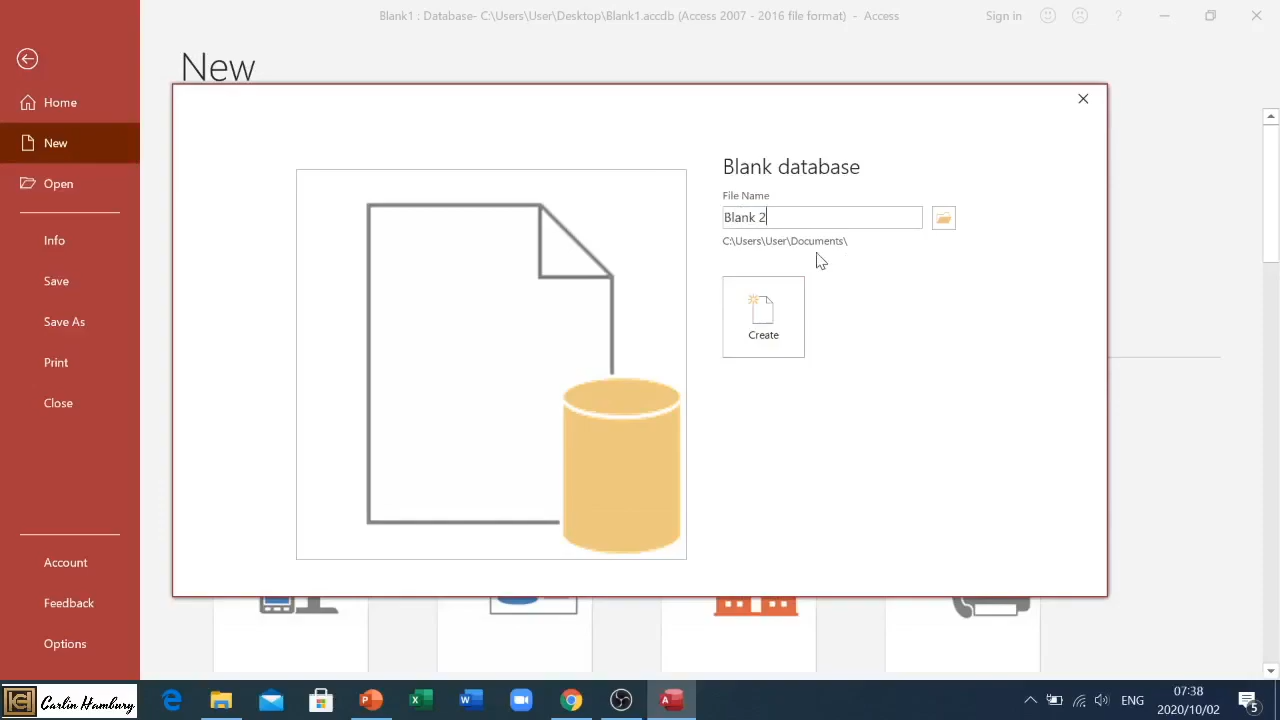 Blank1 : Database- C:\Users\User\Desktop\Blank1.accdb (Access 2007 - 2016 file format) - Access
Sign in
?
New
Home
New
Open
Info
Save
Save As
Print
Close
Account
Feedback
Options
Blank database
File Name
Blank 2
C:\Users\User\Documents\
Create
Carlin Hambury
ENG
07:38
2020/10/02
5